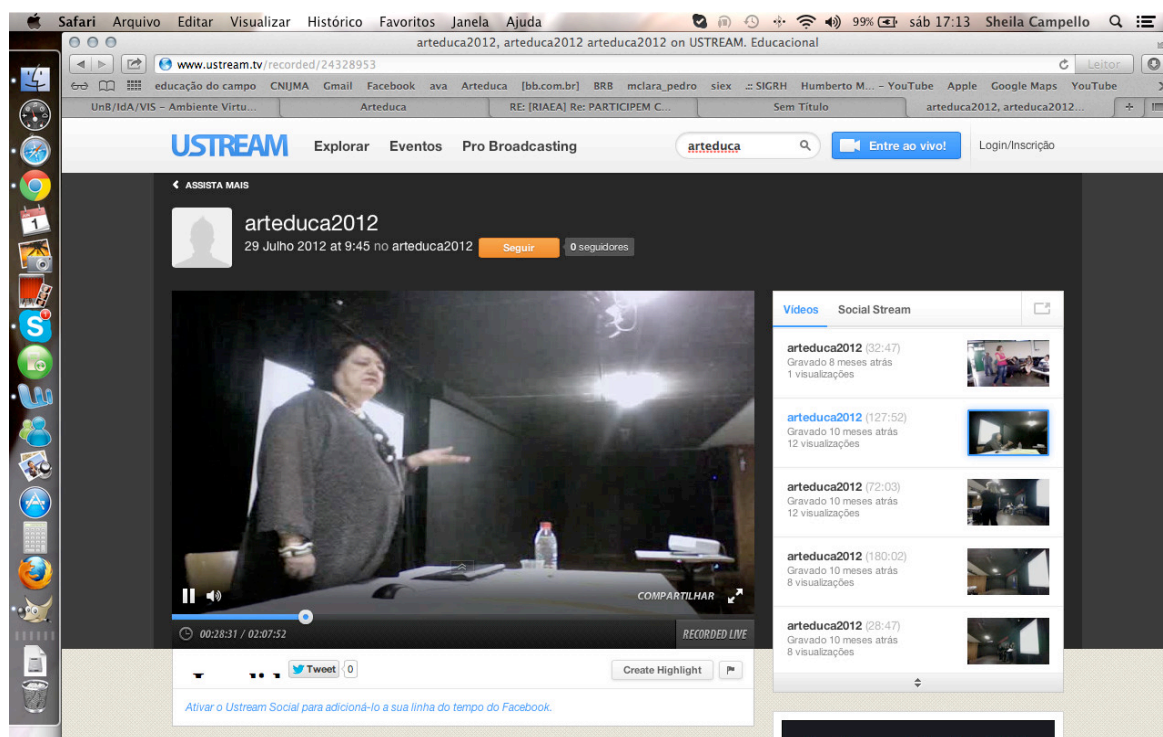 Safari Arquivo Editar Visualizar Histórico Favoritos Janela Ajuda 99% sáb 17:13 Sheila Campello
arteduca2012, arteduca2012 arteduca2012 on USTREAM. Educacional
www.ustream.tv/recorded/24328953 Leitor
educação do campo CNIJMA Gmail Facebook ava Arteduca [bb.com.br] BRB mclara_pedro siex .:: SIGRH Humberto M... – YouTube Apple Google Maps YouTube
UnB/IdA/VIS – Ambiente Virtu... Arteduca RE: [RIAEA] Re: PARTICIPEM C... Sem Título arteduca2012, arteduca2012...
USTREAM Explorar Eventos Pro Broadcasting arteduca Entre ao vivo! Login/Inscrição
ASSISTA MAIS
arteduca2012
29 Julho 2012 at 9:45 no arteduca2012 Seguir 0 seguidores
Vídeos Social Stream
arteduca2012 (32:47)
Gravado 8 meses atrás
1 visualizações
arteduca2012 (127:52)
Gravado 10 meses atrás
12 visualizações
arteduca2012 (72:03)
Gravado 10 meses atrás
12 visualizações
arteduca2012 (180:02)
Gravado 10 meses atrás
8 visualizações
arteduca2012 (28:47)
Gravado 10 meses atrás
8 visualizações
COMPARTILHAR
00:28:31 / 02:07:52 RECORDED LIVE
Tweet 0 Create Highlight
Ativar o Ustream Social para adicioná-lo a sua linha do tempo do Facebook.